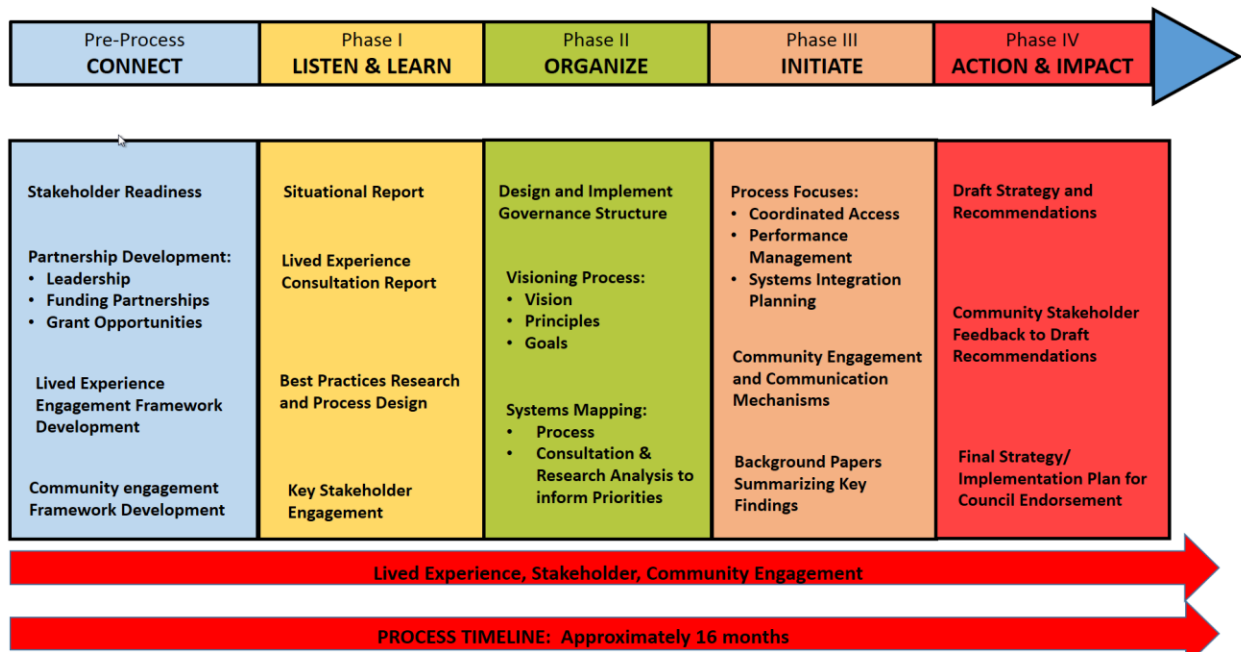 Pre-Process
CONNECT
Phase I
LISTEN & LEARN
Phase II
ORGANIZE
Phase III
INITIATE
Phase IV
ACTION & IMPACT
Stakeholder Readiness
Partnership Development:
• Leadership
• Funding Partnerships
• Grant Opportunities
Lived Experience
Engagement Framework
Development
Community engagement
Framework Development
Situational Report
Lived Experience
Consultation Report
Best Practices Research
and Process Design
Key Stakeholder
Engagement
Design and Implement
Governance Structure
Visioning Process:
• Vision
• Principles
• Goals
Systems Mapping:
• Process
• Consultation &
Research Analysis to
inform Priorities
Process Focuses:
• Coordinated Access
• Performance
Management
• Systems Integration
Planning
Community Engagement
and Communication
Mechanisms
Background Papers
Summarizing Key
Findings
Draft Strategy and
Recommendations
Community Stakeholder
Feedback to Draft
Recommendations
Final Strategy/
Implementation Plan for
Council Endorsement
Lived Experience, Stakeholder, Community Engagement
PROCESS TIMELINE: Approximately 16 months